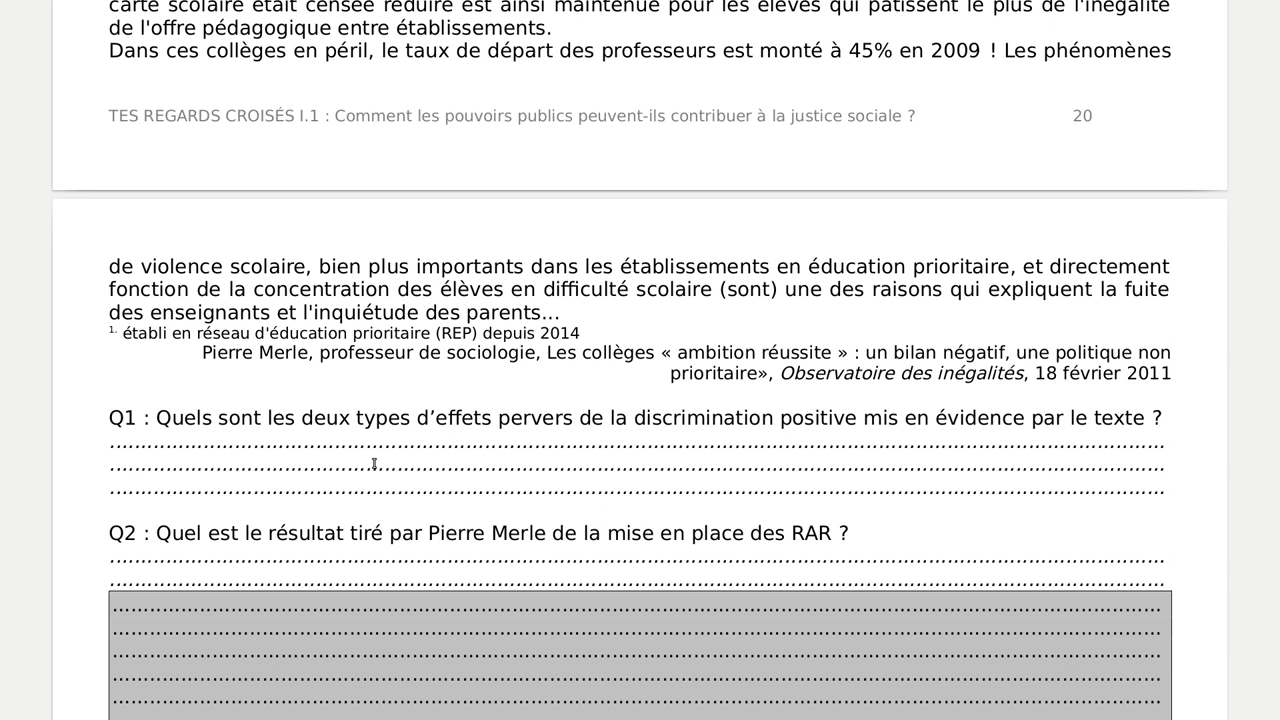 carte scolaire était censée réduire est ainsi maintenue pour les élèves qui pâtissent le plus de l'inégalité
de l'offre pédagogique entre établissements.
Dans ces collèges en péril, le taux de départ des professeurs est monté à 45% en 2009 ! Les phénomènes
TES REGARDS CROISÉS I.1 : Comment les pouvoirs publics peuvent-ils contribuer à la justice sociale ? 20
de violence scolaire, bien plus importants dans les établissements en éducation prioritaire, et directement
fonction de la concentration des élèves en difficulté scolaire (sont) une des raisons qui expliquent la fuite
des enseignants et l'inquiétude des parents...
1. établi en réseau d'éducation prioritaire (REP) depuis 2014
Pierre Merle, professeur de sociologie, Les collèges « ambition réussite » : un bilan négatif, une politique non
prioritaire», Observatoire des inégalités, 18 février 2011
Q1 : Quels sont les deux types d’effets pervers de la discrimination positive mis en évidence par le texte ?
Q2 : Quel est le résultat tiré par Pierre Merle de la mise en place des RAR ?